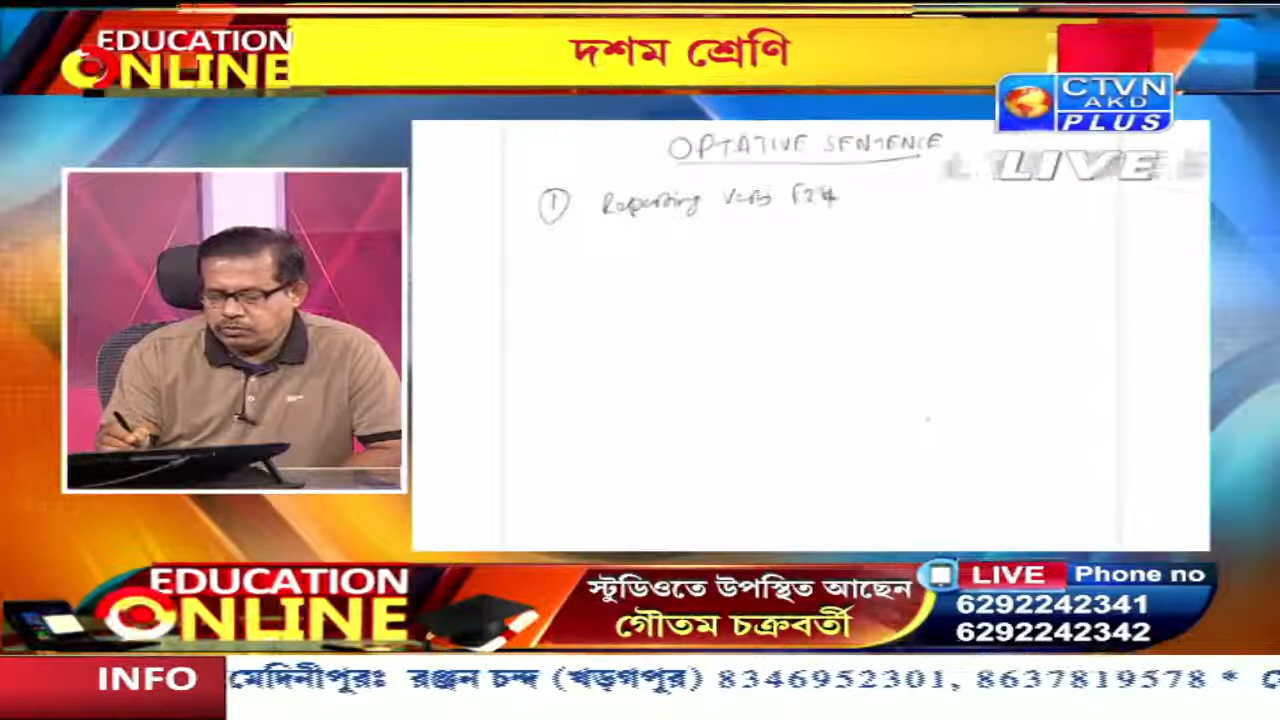 EDUCATION
ONLINE
দশম শ্রেণি
CTVN
AKD
PLUS
LIVE
OPTATIVE SENTENCE
① Reporting verb
EDUCATION
ONLINE
স্টুডিওতে উপস্থিত আছেন
গৌতম চক্রবর্তী
LIVE Phone no
6292242341
6292242342
INFO মেদিনীপুরঃ রঞ্জন চন্দ (খড়গপুর) 8346952301, 8637819578 *